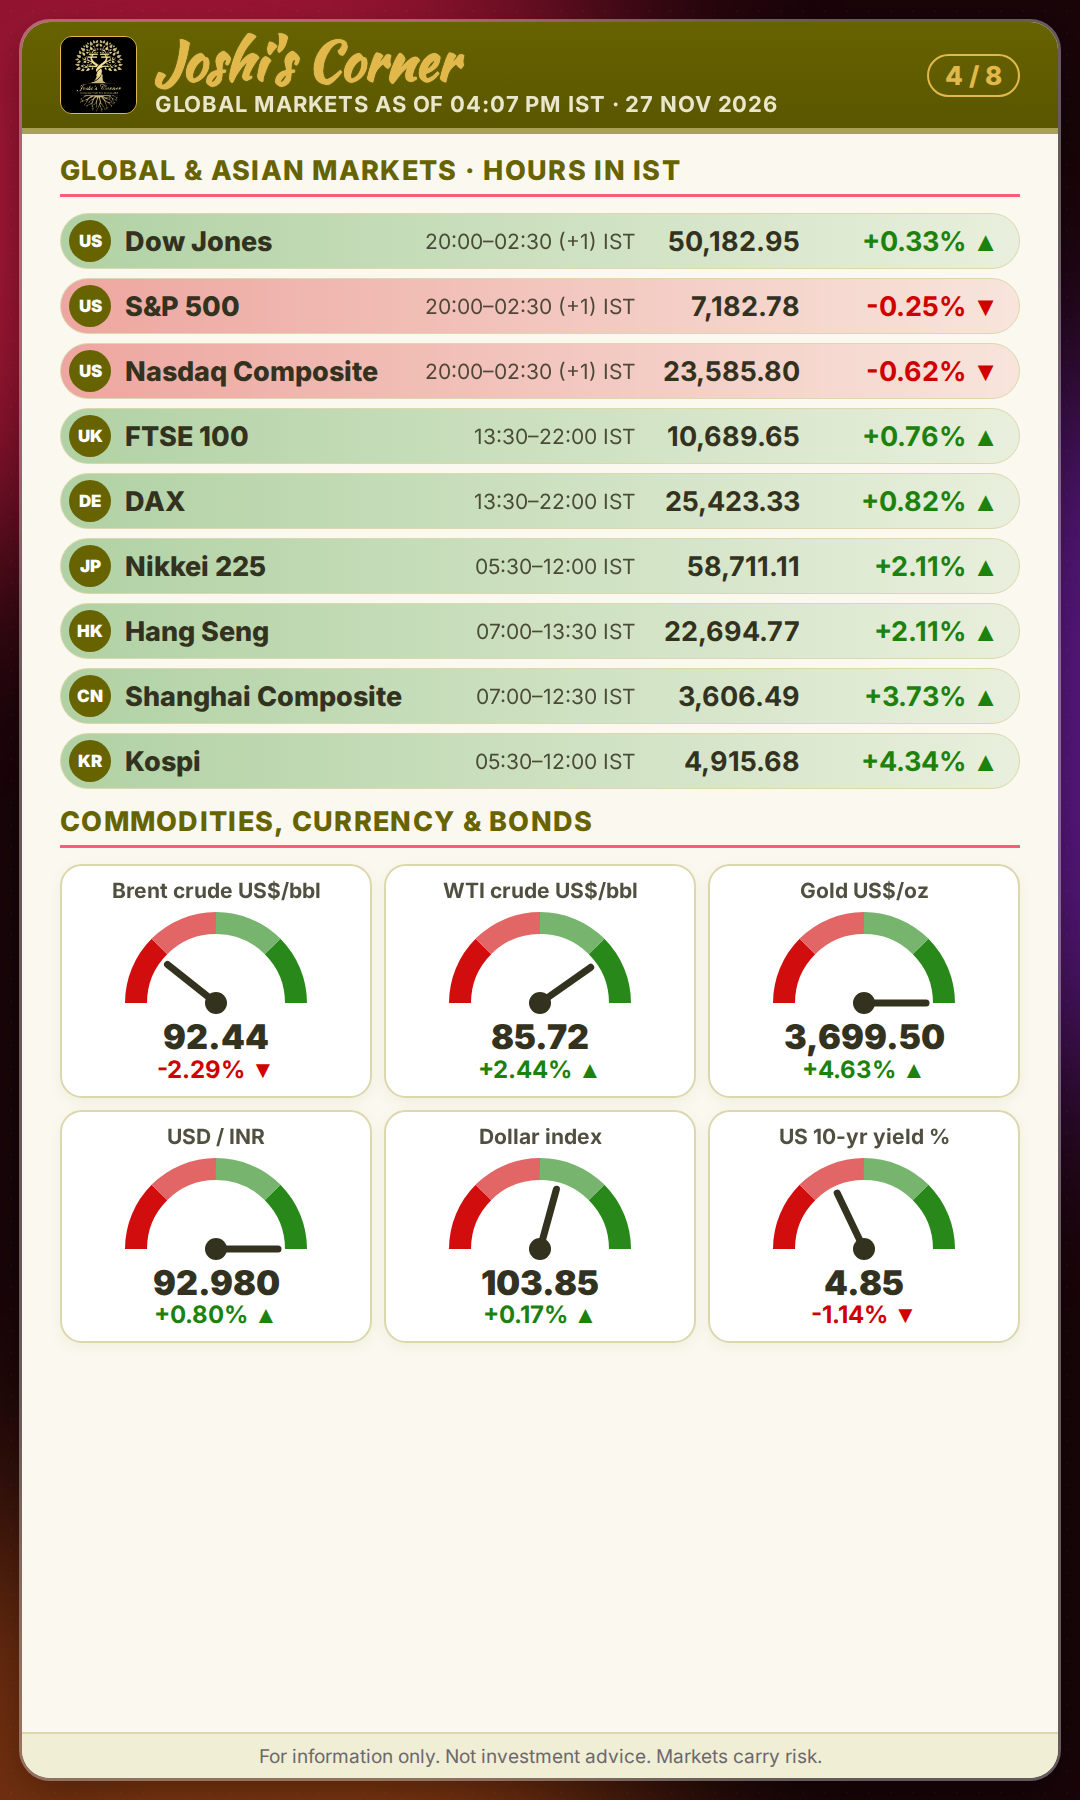 Joshi's Corner
Joshi's Corner
GLOBAL MARKETS AS OF 04:07 PM IST · 27 NOV 2026
4 / 8
GLOBAL & ASIAN MARKETS · HOURS IN IST
US Dow Jones 20:00–02:30 (+1) IST 50,182.95 +0.33% ▲
US S&P 500 20:00–02:30 (+1) IST 7,182.78 -0.25% ▼
US Nasdaq Composite 20:00–02:30 (+1) IST 23,585.80 -0.62% ▼
UK FTSE 100 13:30–22:00 IST 10,689.65 +0.76% ▲
DE DAX 13:30–22:00 IST 25,423.33 +0.82% ▲
JP Nikkei 225 05:30–12:00 IST 58,711.11 +2.11% ▲
HK Hang Seng 07:00–13:30 IST 22,694.77 +2.11% ▲
CN Shanghai Composite 07:00–12:30 IST 3,606.49 +3.73% ▲
KR Kospi 05:30–12:00 IST 4,915.68 +4.34% ▲
COMMODITIES, CURRENCY & BONDS
Brent crude US$/bbl
92.44
-2.29% ▼
WTI crude US$/bbl
85.72
+2.44% ▲
Gold US$/oz
3,699.50
+4.63% ▲
USD / INR
92.980
+0.80% ▲
Dollar index
103.85
+0.17% ▲
US 10-yr yield %
4.85
-1.14% ▼
For information only. Not investment advice. Markets carry risk.